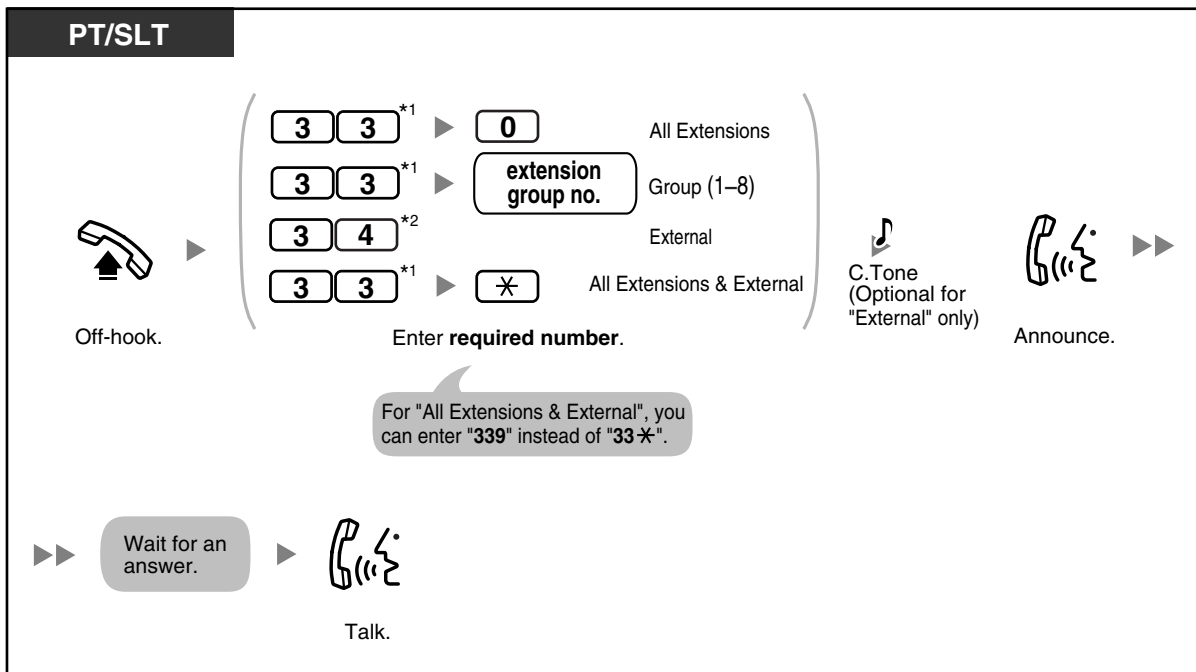 PT/SLT
3 3 *1 0 All Extensions
3 3 *1 extension group no. Group (1–8)
3 4 *2 External
3 3 *1 ✳ All Extensions & External
Off-hook.
Enter required number.
C.Tone
(Optional for
"External" only)
Announce.
For "All Extensions & External", you
can enter "339" instead of "33✳".
Wait for an
answer.
Talk.